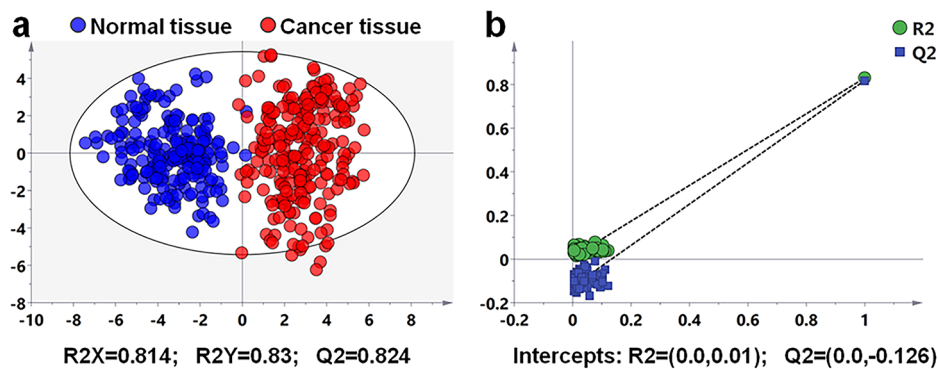 a
Normal tissue
Cancer tissue
4
2
0
-2
-4
-6
-8
-10 -8 -6 -4 -2 0 2 4 6 8
R2X=0.814; R2Y=0.83; Q2=0.824
b
R2
Q2
0.8
0.6
0.4
0.2
0
-0.2
-0.2 0 0.2 0.4 0.6 0.8 1
Intercepts: R2=(0.0,0.01); Q2=(0.0,-0.126)